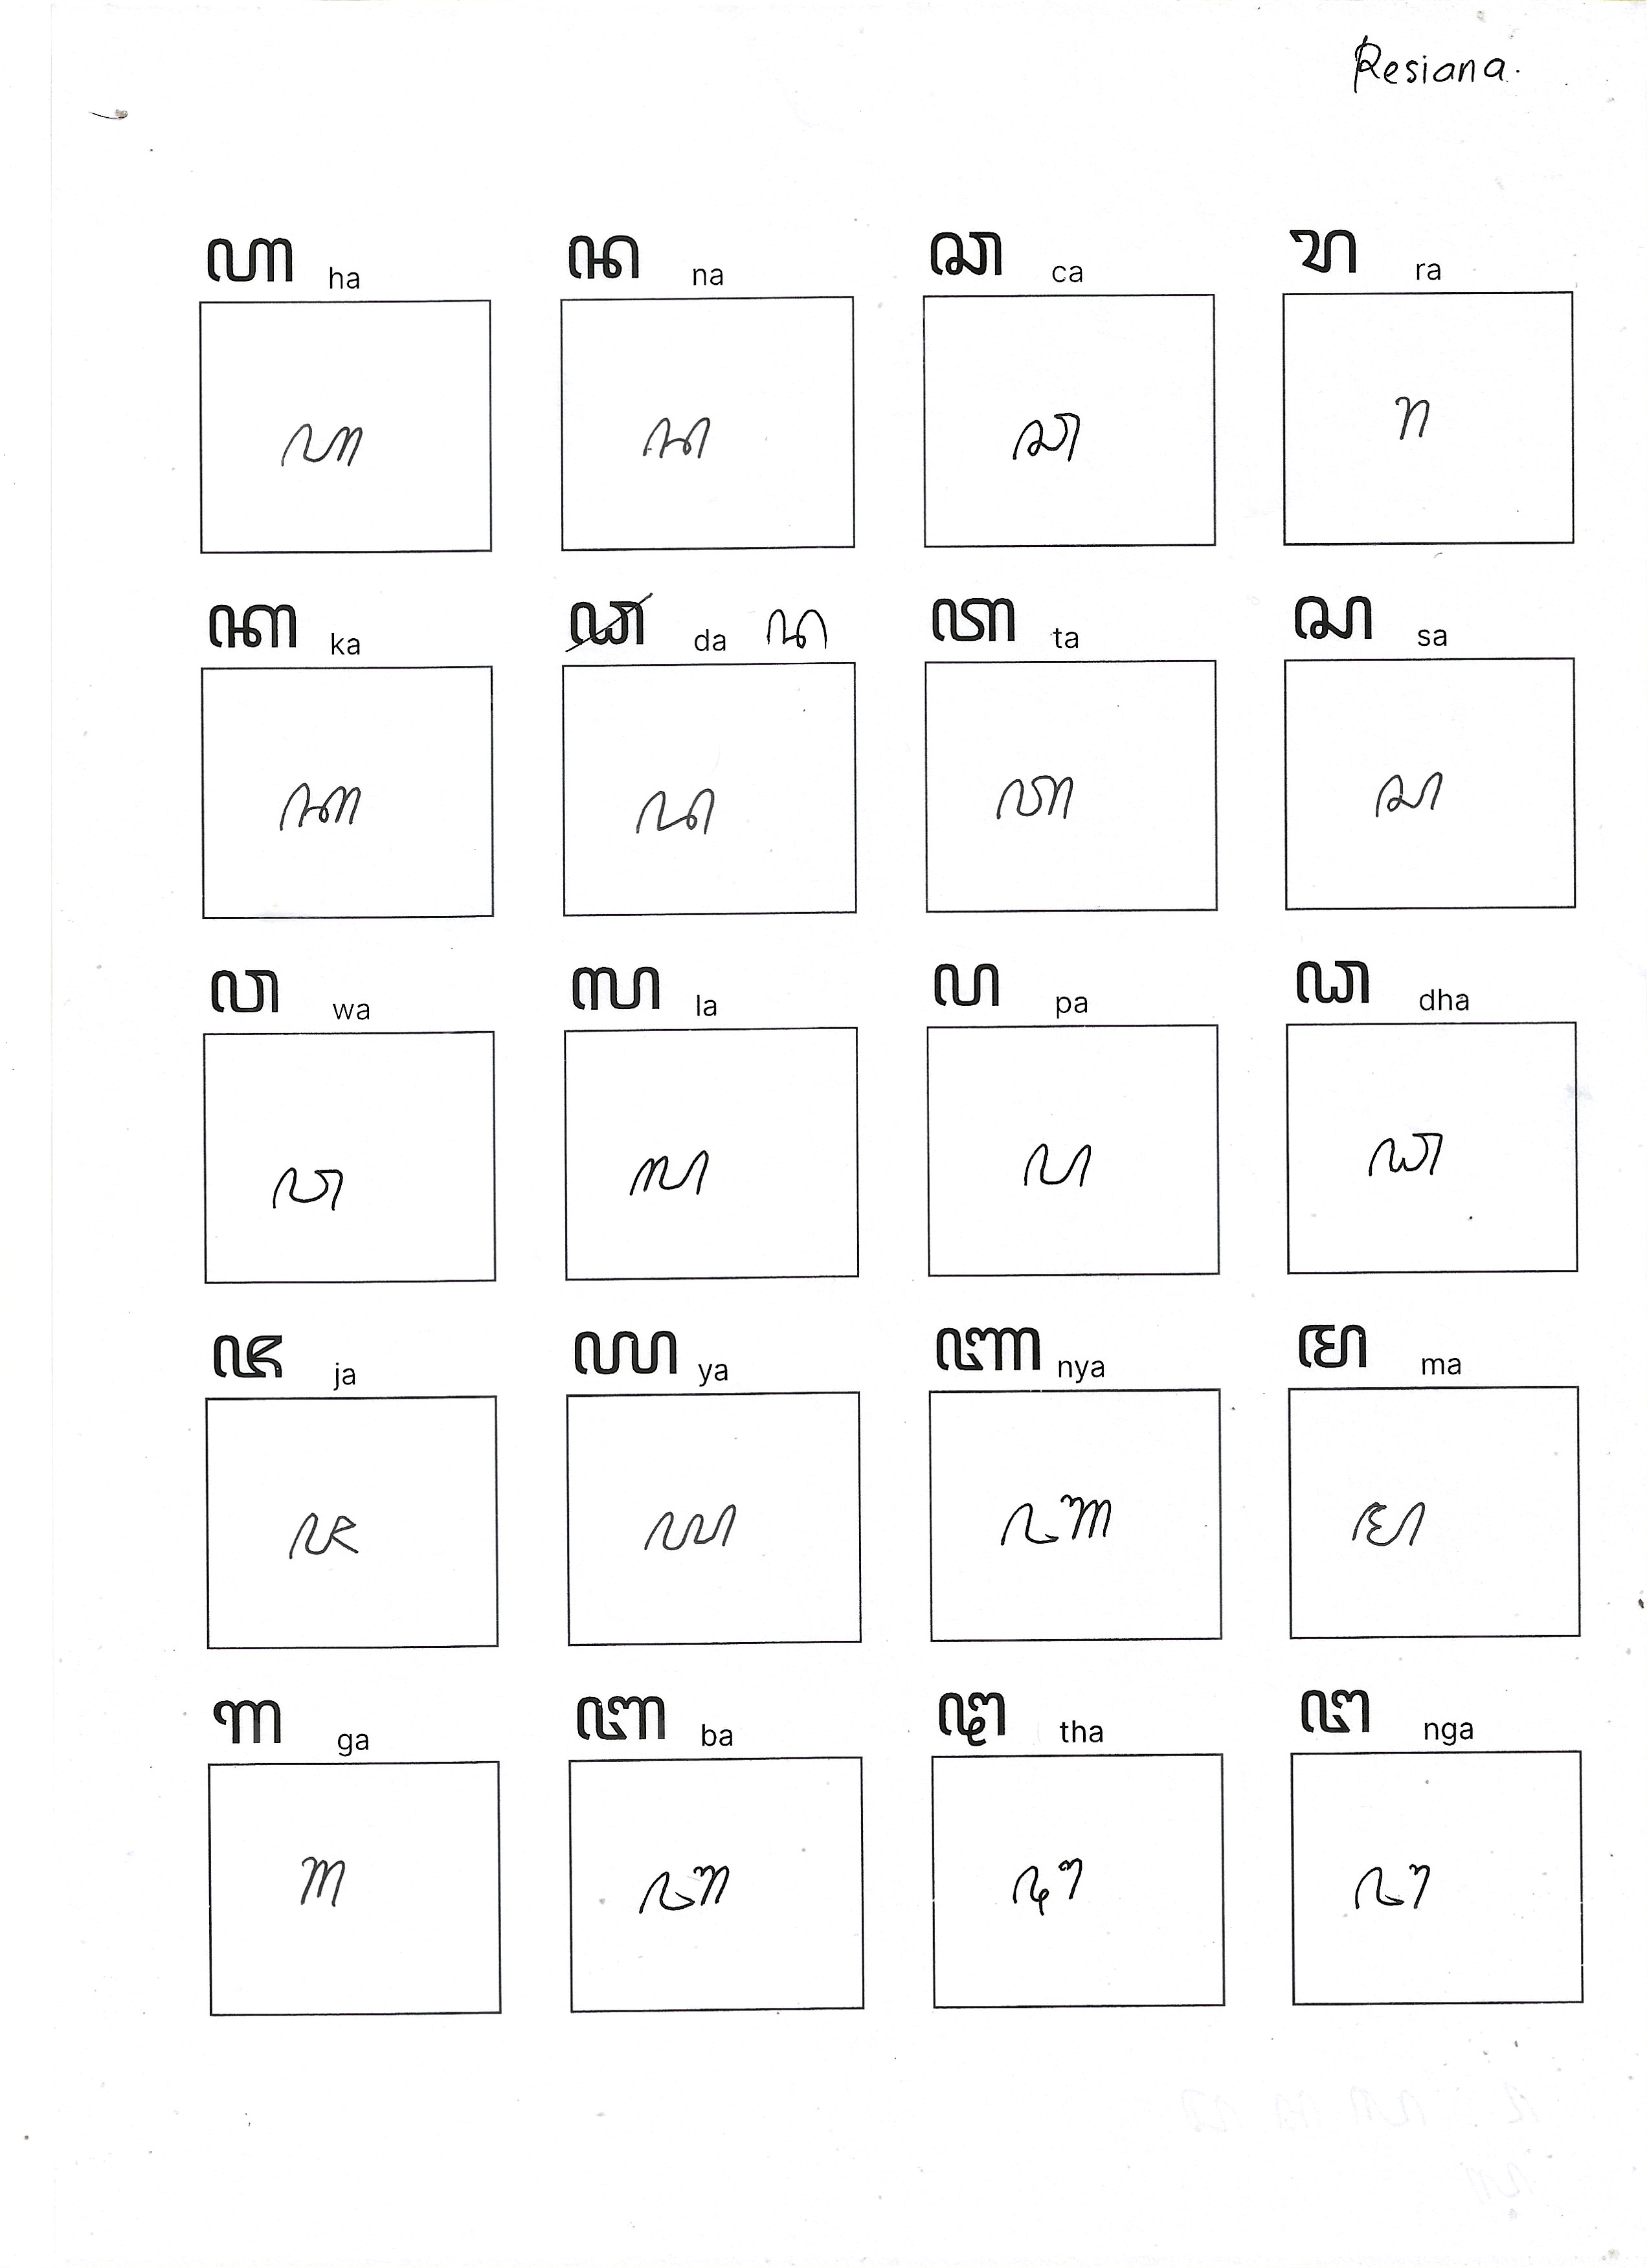 Resiana.
ꦲ ha ꦤ na ꦕ ca ꦬ ra
ꦲ ꦤ ꦕ ꦫ
ꦏ ka ꦣ da ꦢ ꦠ ta ꦱ sa
ꦏ ꦢ ꦠ ꦱ
ꦮ wa ꦭ la ꦥ pa ꦝ dha
ꦮ ꦭ ꦥ ꦝ
ꦗ ja ꦪ ya ꦚ nya ꦩ ma
ꦗ ꦪ ꦚ ꦩ
ꦒ ga ꦧ ba ꦛ tha ꦔ nga
ꦒ ꦧ ꦛ ꦔ